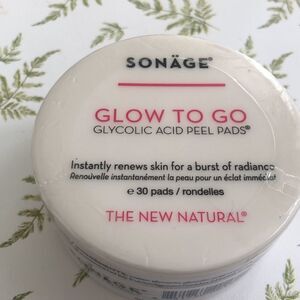 SONÄGE®
GLOW TO GO
GLYCOLIC ACID PEEL PADS®
Instantly renews skin for a burst of radiance
Renouvelle instantanément la peau pour un éclat immédiat
℮ 30 pads / rondelles
THE NEW NATURAL®